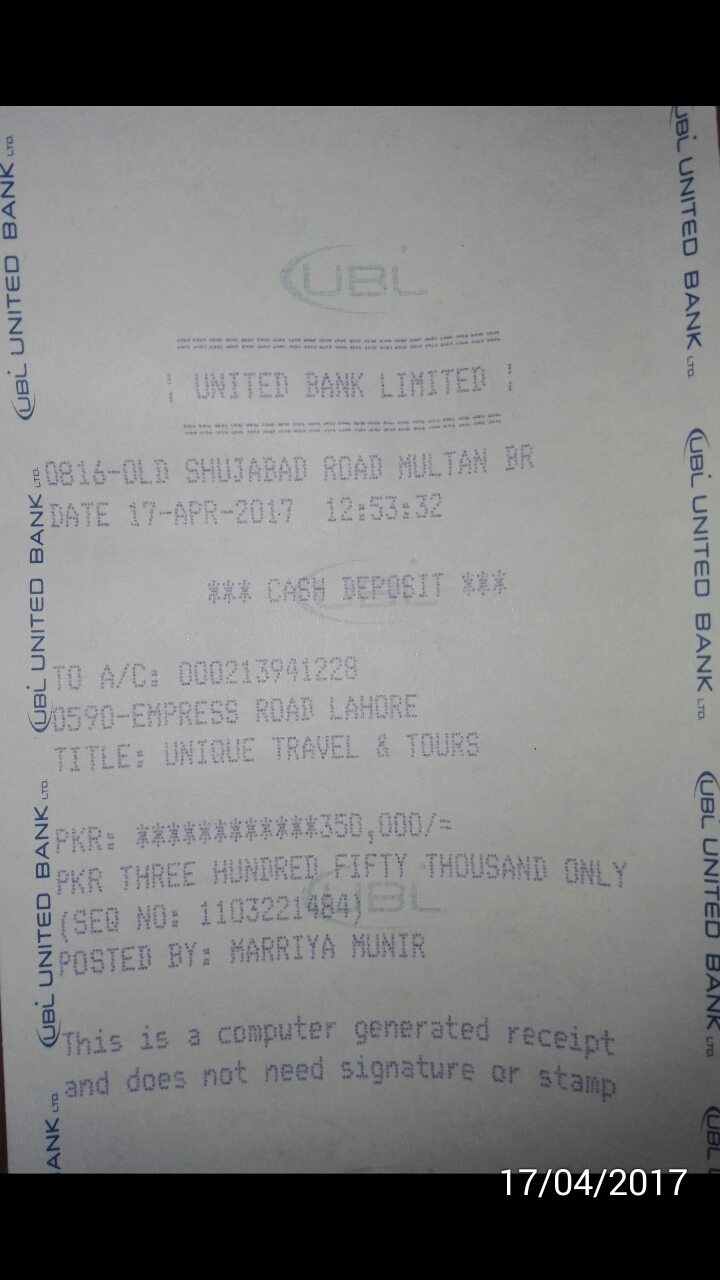 UBL
UNITED BANK LIMITED
0816-OLD SHUJABAD ROAD MULTAN BR
DATE 17-APR-2017 12:53:32
*** CASH DEPOSIT ***
TO A/C: 000213941228
0590-EMPRESS ROAD LAHORE
TITLE: UNIQUE TRAVEL & TOURS
PKR: ************350,000/=
PKR THREE HUNDRED FIFTY THOUSAND ONLY
(SEQ NO: 1103221484)
POSTED BY: MARRIYA MUNIR
This is a computer generated receipt
and does not need signature or stamp
UBL UNITED BANK LTD.
UBL UNITED BANK LTD.
UBL UNITED BANK LTD.
ANK LTD.
UBL UNITED BANK LTD.
UBL UNITED BANK LTD.
UBL UNITED BANK LTD.
UBL
UBL
UBL
17/04/2017